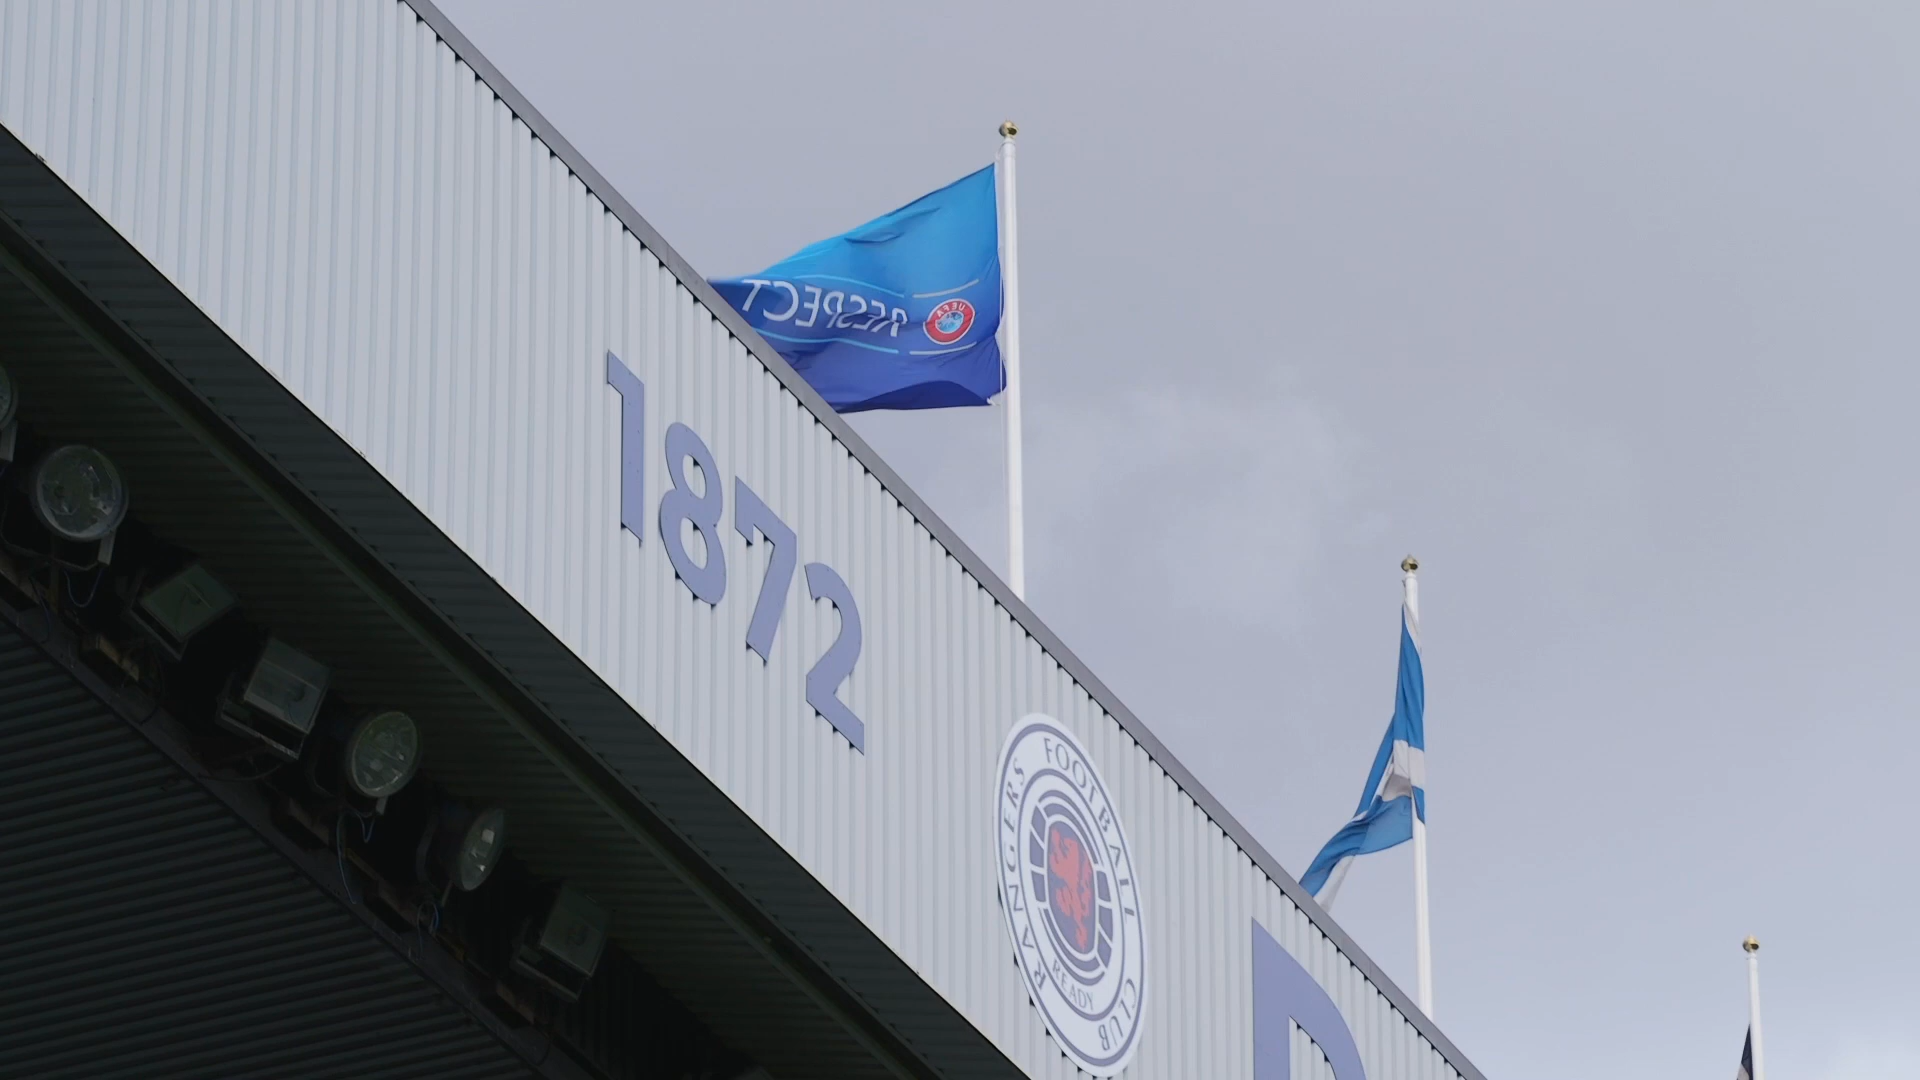 UEFA
RESPECT
1872
RANGERS FOOTBALL CLUB
READY
R